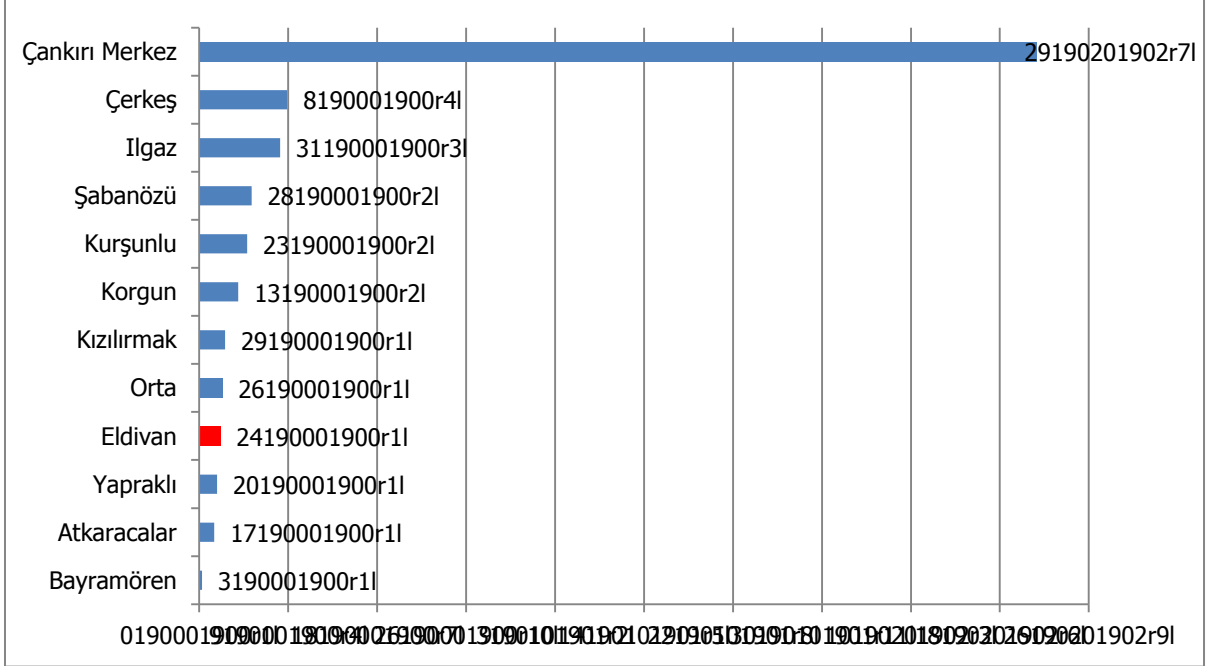 Çankırı Merkez 29190201902r7l
Çerkeş 8190001900r4l
Ilgaz 31190001900r3l
Şabanözü 28190001900r2l
Kurşunlu 23190001900r2l
Korgun 13190001900r2l
Kızılırmak 29190001900r1l
Orta 26190001900r1l
Eldivan 24190001900r1l
Yapraklı 20190001900r1l
Atkaracalar 17190001900r1l
Bayramören 3190001900r1l